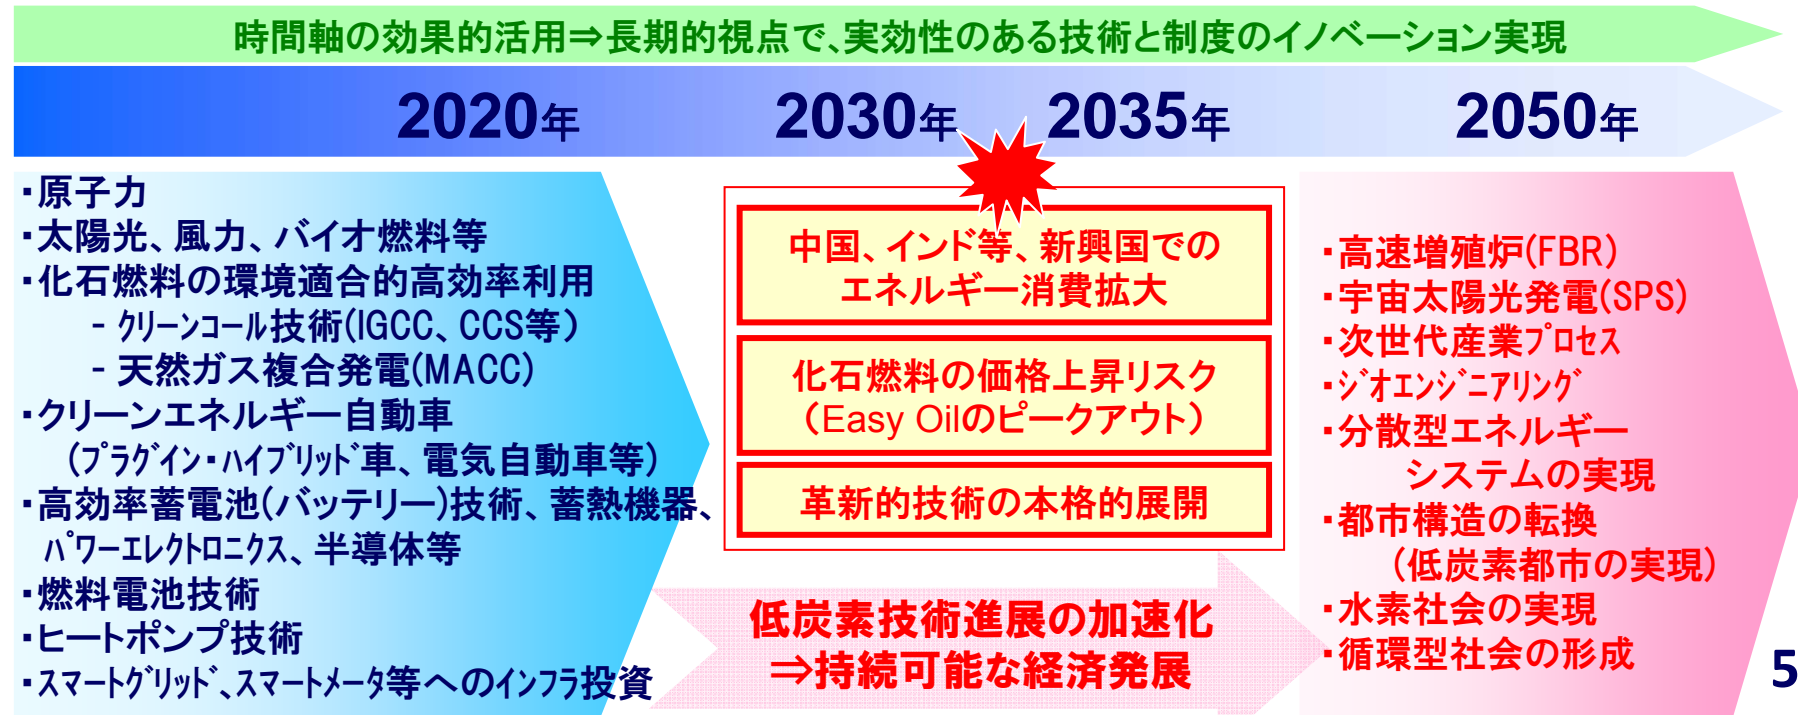 時間軸の効果的活用⇒長期的視点で、実効性のある技術と制度のイノベーション実現
2020年 2030年 2035年 2050年
・原子力
・太陽光、風力、バイオ燃料等
・化石燃料の環境適合的高効率利用
- ｸﾘｰﾝｺｰﾙ技術(IGCC、CCS等）
- 天然ガス複合発電(MACC)
・クリーンエネルギー自動車
(ﾌﾟﾗｸﾞｲﾝ・ﾊｲﾌﾞﾘｯﾄﾞ車、電気自動車等)
・高効率蓄電池(バッテリー)技術、蓄熱機器、
ﾊﾟﾜｰｴﾚｸﾄﾛﾆｸｽ、半導体等
・燃料電池技術
・ヒートポンプ技術
・ｽﾏｰﾄｸﾞﾘｯﾄﾞ、ｽﾏｰﾄﾒｰﾀ等へのｲﾝﾌﾗ投資
中国、インド等、新興国での
エネルギー消費拡大
化石燃料の価格上昇リスク
（Easy Oilのピークアウト）
革新的技術の本格的展開
低炭素技術進展の加速化
⇒持続可能な経済発展
・高速増殖炉(FBR)
・宇宙太陽光発電(SPS)
・次世代産業ﾌﾟﾛｾｽ
・ｼﾞｵｴﾝｼﾞﾆｱﾘﾝｸﾞ
・分散型エネルギー
システムの実現
・都市構造の転換
(低炭素都市の実現)
・水素社会の実現
・循環型社会の形成
5